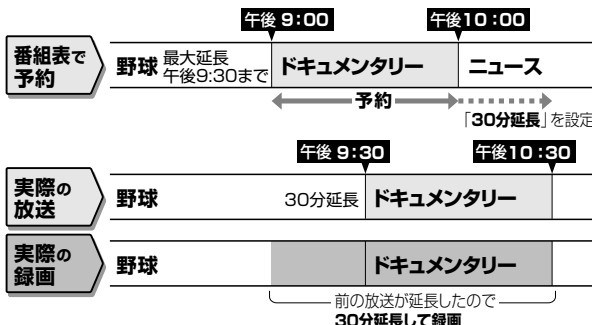 午後 9:00
午後10:00
番組表で
予約
野球 最大延長
午後9:30まで
ドキュメンタリー
ニュース
予約
「30分延長」を設定
午後 9:30
午後10:30
実際の
放送
野球
30分延長
ドキュメンタリー
実際の
録画
野球
ドキュメンタリー
前の放送が延長したので
30分延長して録画